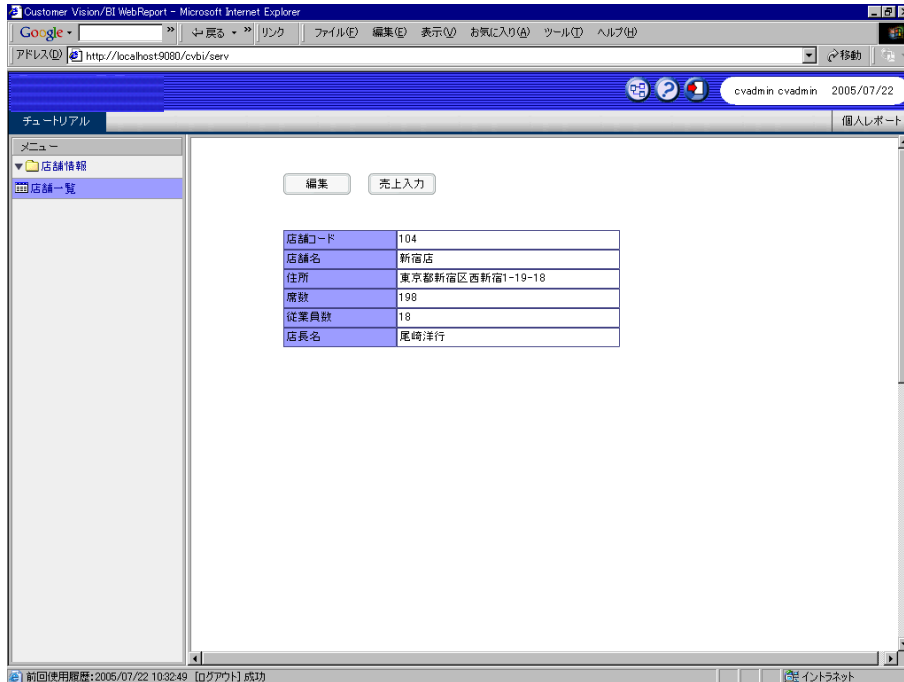 Customer Vision/BI WebReport - Microsoft Internet Explorer
Google » 戻る » リンク ファイル(F) 編集(E) 表示(V) お気に入り(A) ツール(T) ヘルプ(H)
アドレス(D) http://localhost:9080/cvbi/serv 移動
cvadmin cvadmin 2005/07/22
チュートリアル 個人レポート
メニュー
店舗情報
店舗一覧
編集 売上入力
店舗コード 104
店舗名 新宿店
住所 東京都新宿区西新宿1-19-18
席数 198
従業員数 18
店長名 尾崎洋行
前回使用履歴:2005/07/22 10:32:49 [ログアウト] 成功 イントラネット